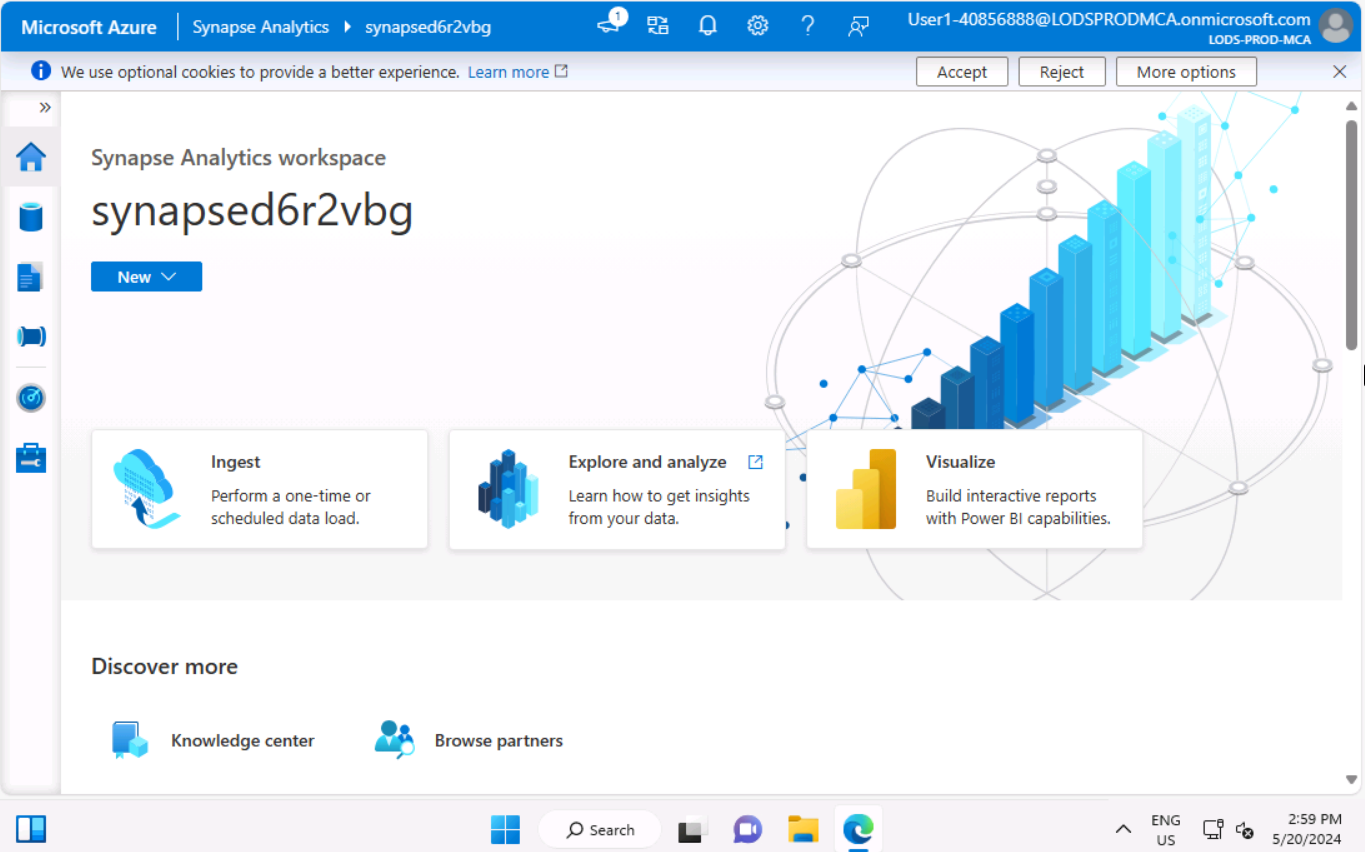 Microsoft Azure
Synapse Analytics
synapsed6r2vbg
1
User1-40856888@LODSPRODMCA.onmicrosoft.com
LODS-PROD-MCA
We use optional cookies to provide a better experience. Learn more
Accept
Reject
More options
Synapse Analytics workspace
synapsed6r2vbg
New
Ingest
Perform a one-time or
scheduled data load.
Explore and analyze
Learn how to get insights
from your data.
Visualize
Build interactive reports
with Power BI capabilities.
Discover more
Knowledge center
Browse partners
Search
ENG
US
2:59 PM
5/20/2024